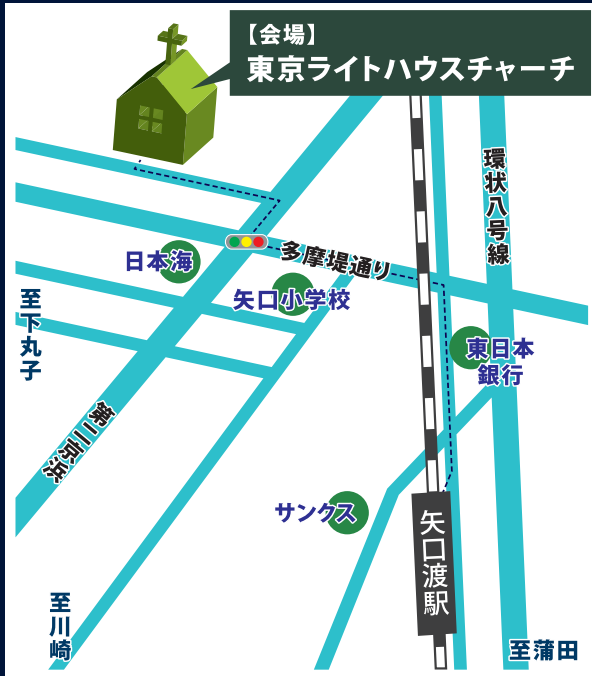 【会場】
東京ライトハウスチャーチ
環状八号線
多摩堤通り
日本海
矢口小学校
至下丸子
東日本
銀行
第二京浜
サンクス
矢口渡駅
至川崎
至蒲田